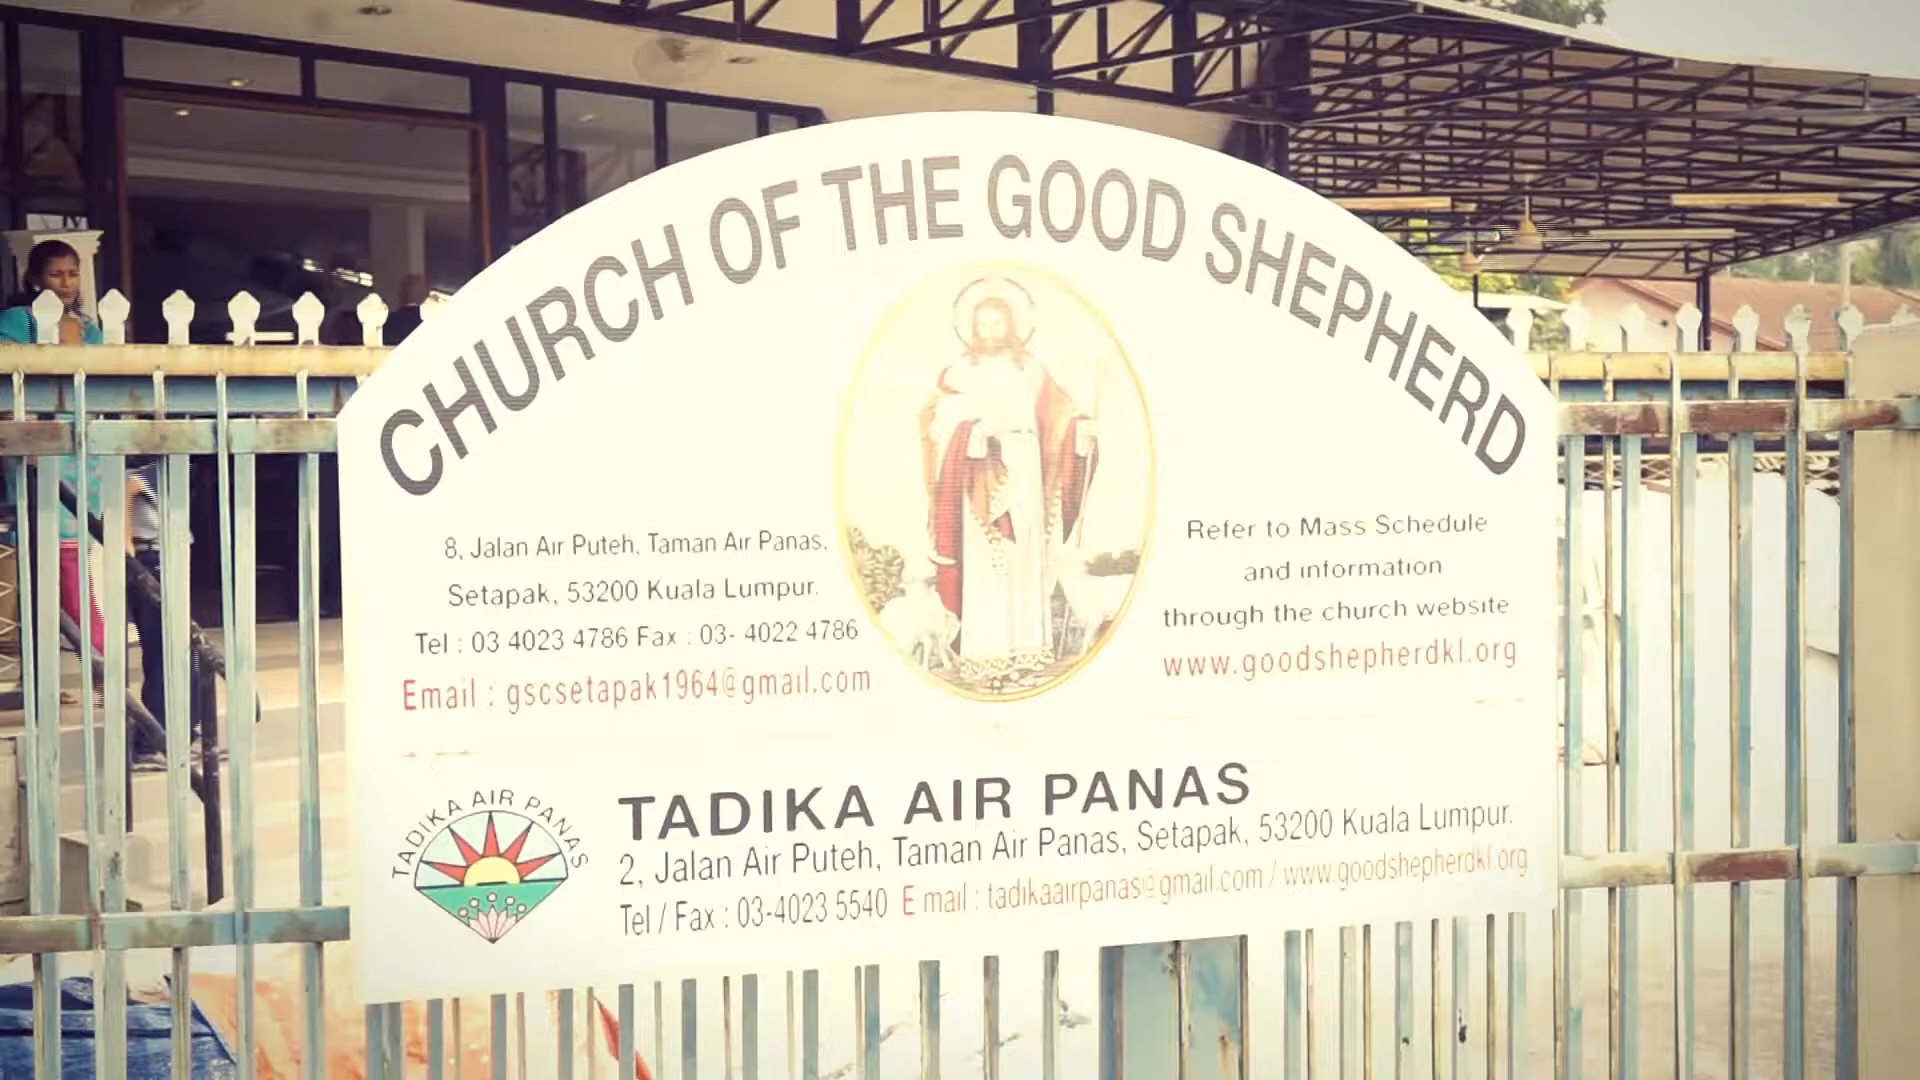 CHURCH OF THE GOOD SHEPHERD
8, Jalan Air Puteh, Taman Air Panas,
Setapak, 53200 Kuala Lumpur.
Tel : 03 4023 4786 Fax : 03- 4022 4786
Email : gscsetapak1964@gmail.com
Refer to Mass Schedule
and information
through the church website
www.goodshepherdkl.org
TADIKA AIR PANAS
TADIKA AIR PANAS
2, Jalan Air Puteh, Taman Air Panas, Setapak, 53200 Kuala Lumpur.
Tel / Fax : 03-4023 5540 E mail : tadikaairpanas@gmail.com / www.goodshepherdkl.org